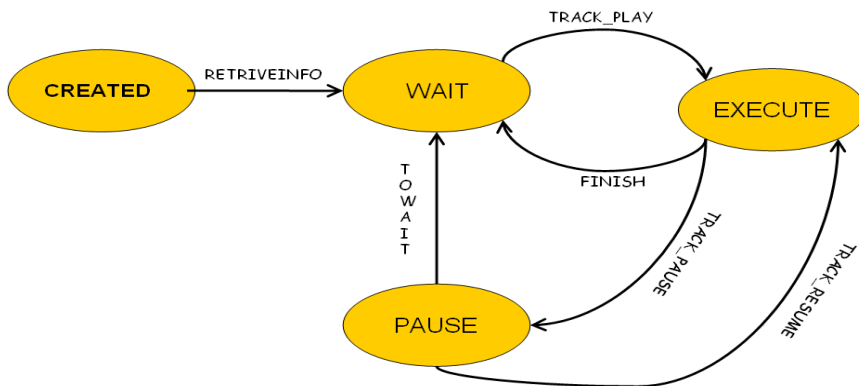 TRACK_PLAY
CREATED
RETRIVEINFO
WAIT
EXECUTE
TOWAIT
FINISH
TRACK_PAUSE
TRACK_RESUME
PAUSE